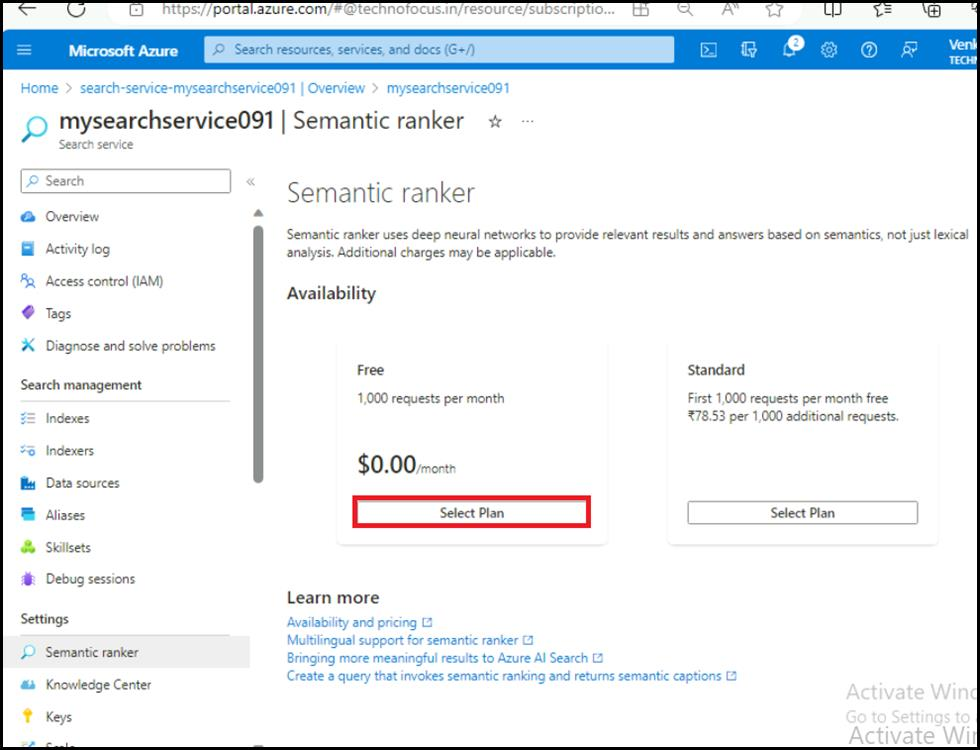 https://portal.azure.com/#@technofocus.in/resource/subscriptio...
Microsoft Azure
Search resources, services, and docs (G+/)
2
Venk
TECHN
Home > search-service-mysearchservice091 | Overview > mysearchservice091
mysearchservice091 | Semantic ranker
Search service
Search
Overview
Activity log
Access control (IAM)
Tags
Diagnose and solve problems
Search management
Indexes
Indexers
Data sources
Aliases
Skillsets
Debug sessions
Settings
Semantic ranker
Knowledge Center
Keys
Semantic ranker
Semantic ranker uses deep neural networks to provide relevant results and answers based on semantics, not just lexical
analysis. Additional charges may be applicable.
Availability
Free
1,000 requests per month
$0.00/month
Select Plan
Standard
First 1,000 requests per month free
₹78.53 per 1,000 additional requests.
Select Plan
Learn more
Availability and pricing
Multilingual support for semantic ranker
Bringing more meaningful results to Azure AI Search
Create a query that invokes semantic ranking and returns semantic captions
Activate Wind
Go to Settings to
Activate Wi